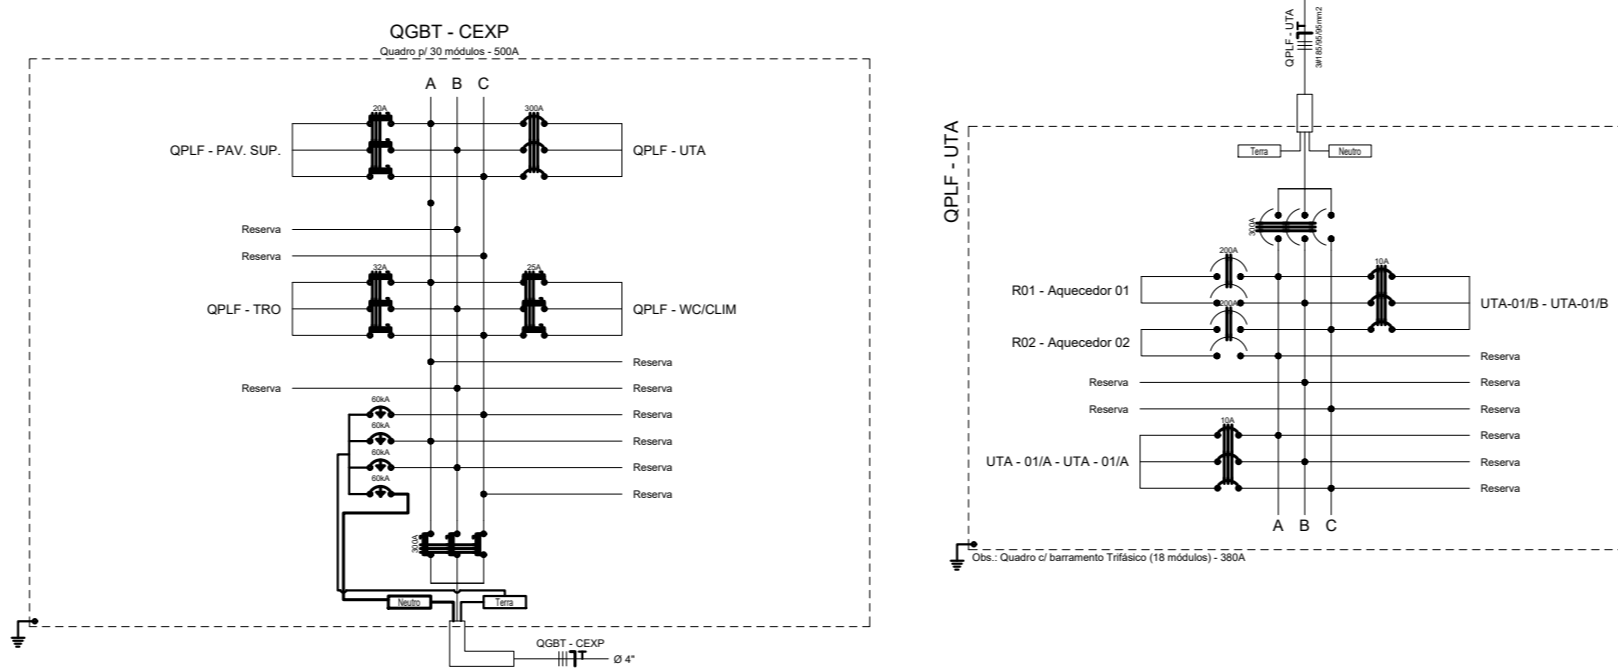 QGBT - CEXP
Quadro p/ 30 módulos - 500A
A B C
20A 300A
QPLF - PAV. SUP. QPLF - UTA
Reserva
Reserva
32A 25A
QPLF - TRO QPLF - WC/CLIM
Reserva
Reserva Reserva
60kA
Reserva
60kA
Reserva
60kA
Reserva
60kA
Reserva
300A
Neutro Terra
QGBT - CEXP
Ø 4"
QPLF - UTA
3#185/95/95mm2
QPLF - UTA
Terra Neutro
300A
200A 10A
R01 - Aquecedor 01 UTA-01/B - UTA-01/B
200A
R02 - Aquecedor 02
Reserva
Reserva Reserva
Reserva Reserva
10A Reserva
UTA - 01/A - UTA - 01/A Reserva
Reserva
A B C
Obs.: Quadro c/ barramento Trifásico (18 módulos) - 380A